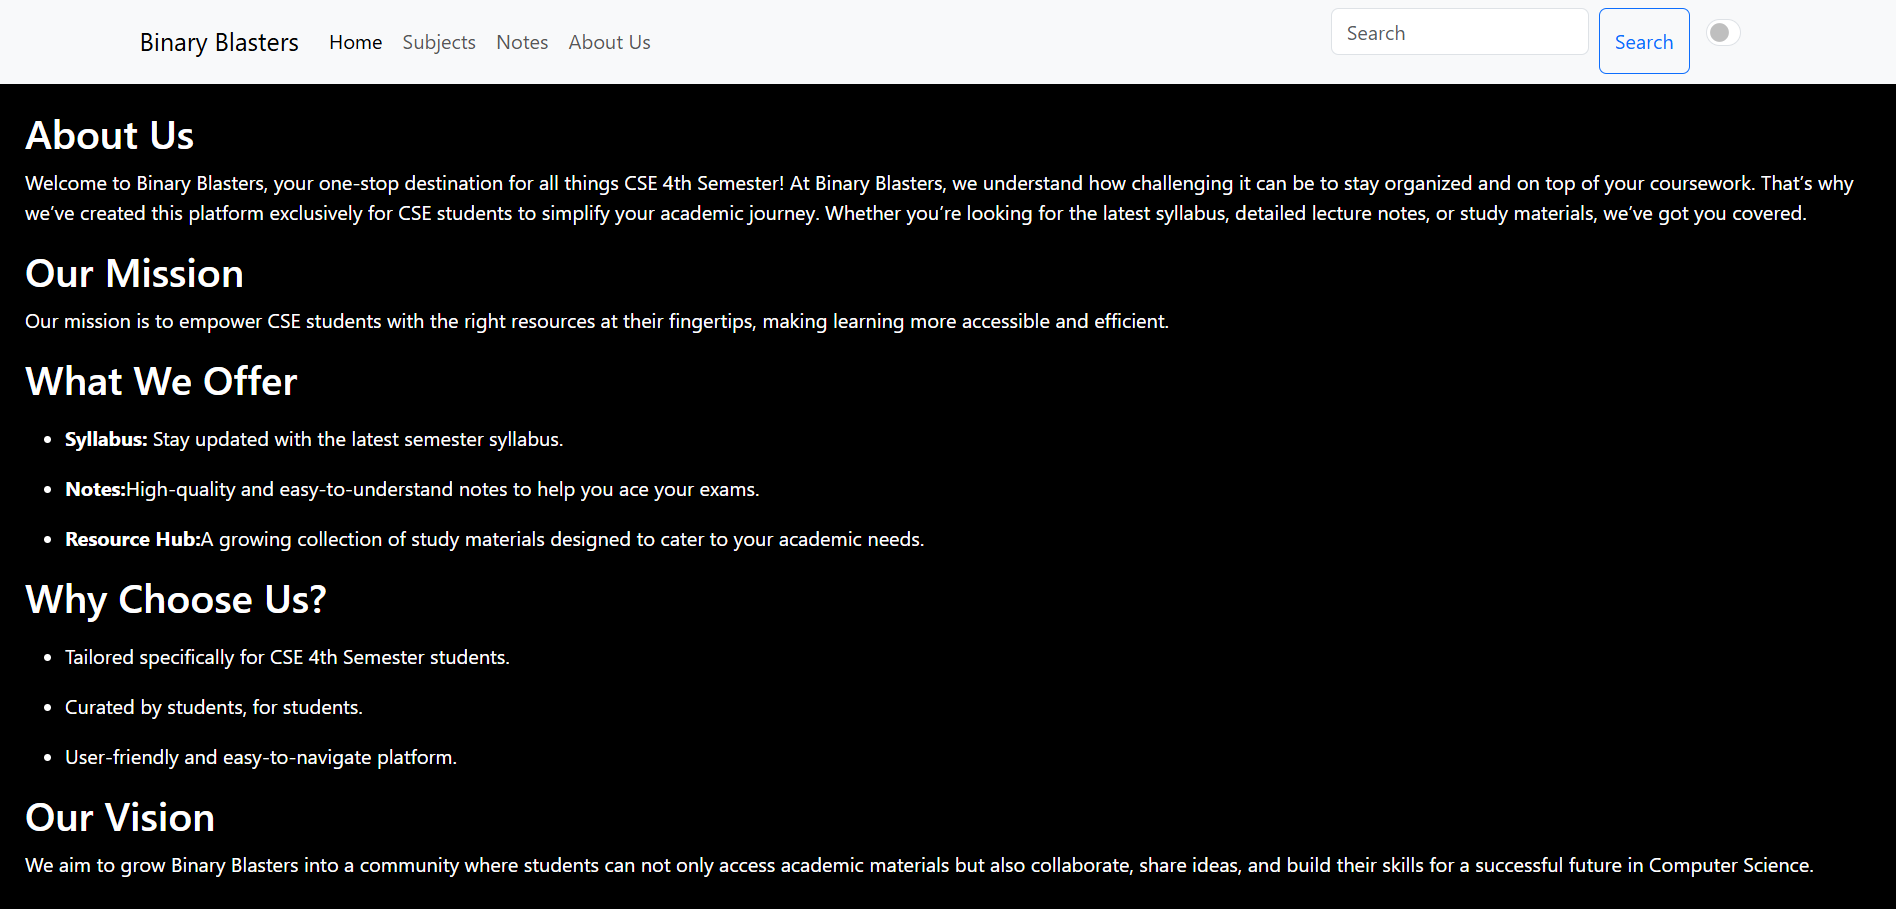 Binary Blasters Home Subjects Notes About Us Search Search
About Us
Welcome to Binary Blasters, your one-stop destination for all things CSE 4th Semester! At Binary Blasters, we understand how challenging it can be to stay organized and on top of your coursework. That’s why
we’ve created this platform exclusively for CSE students to simplify your academic journey. Whether you’re looking for the latest syllabus, detailed lecture notes, or study materials, we’ve got you covered.
Our Mission
Our mission is to empower CSE students with the right resources at their fingertips, making learning more accessible and efficient.
What We Offer
• Syllabus: Stay updated with the latest semester syllabus.
• Notes:High-quality and easy-to-understand notes to help you ace your exams.
• Resource Hub:A growing collection of study materials designed to cater to your academic needs.
Why Choose Us?
• Tailored specifically for CSE 4th Semester students.
• Curated by students, for students.
• User-friendly and easy-to-navigate platform.
Our Vision
We aim to grow Binary Blasters into a community where students can not only access academic materials but also collaborate, share ideas, and build their skills for a successful future in Computer Science.